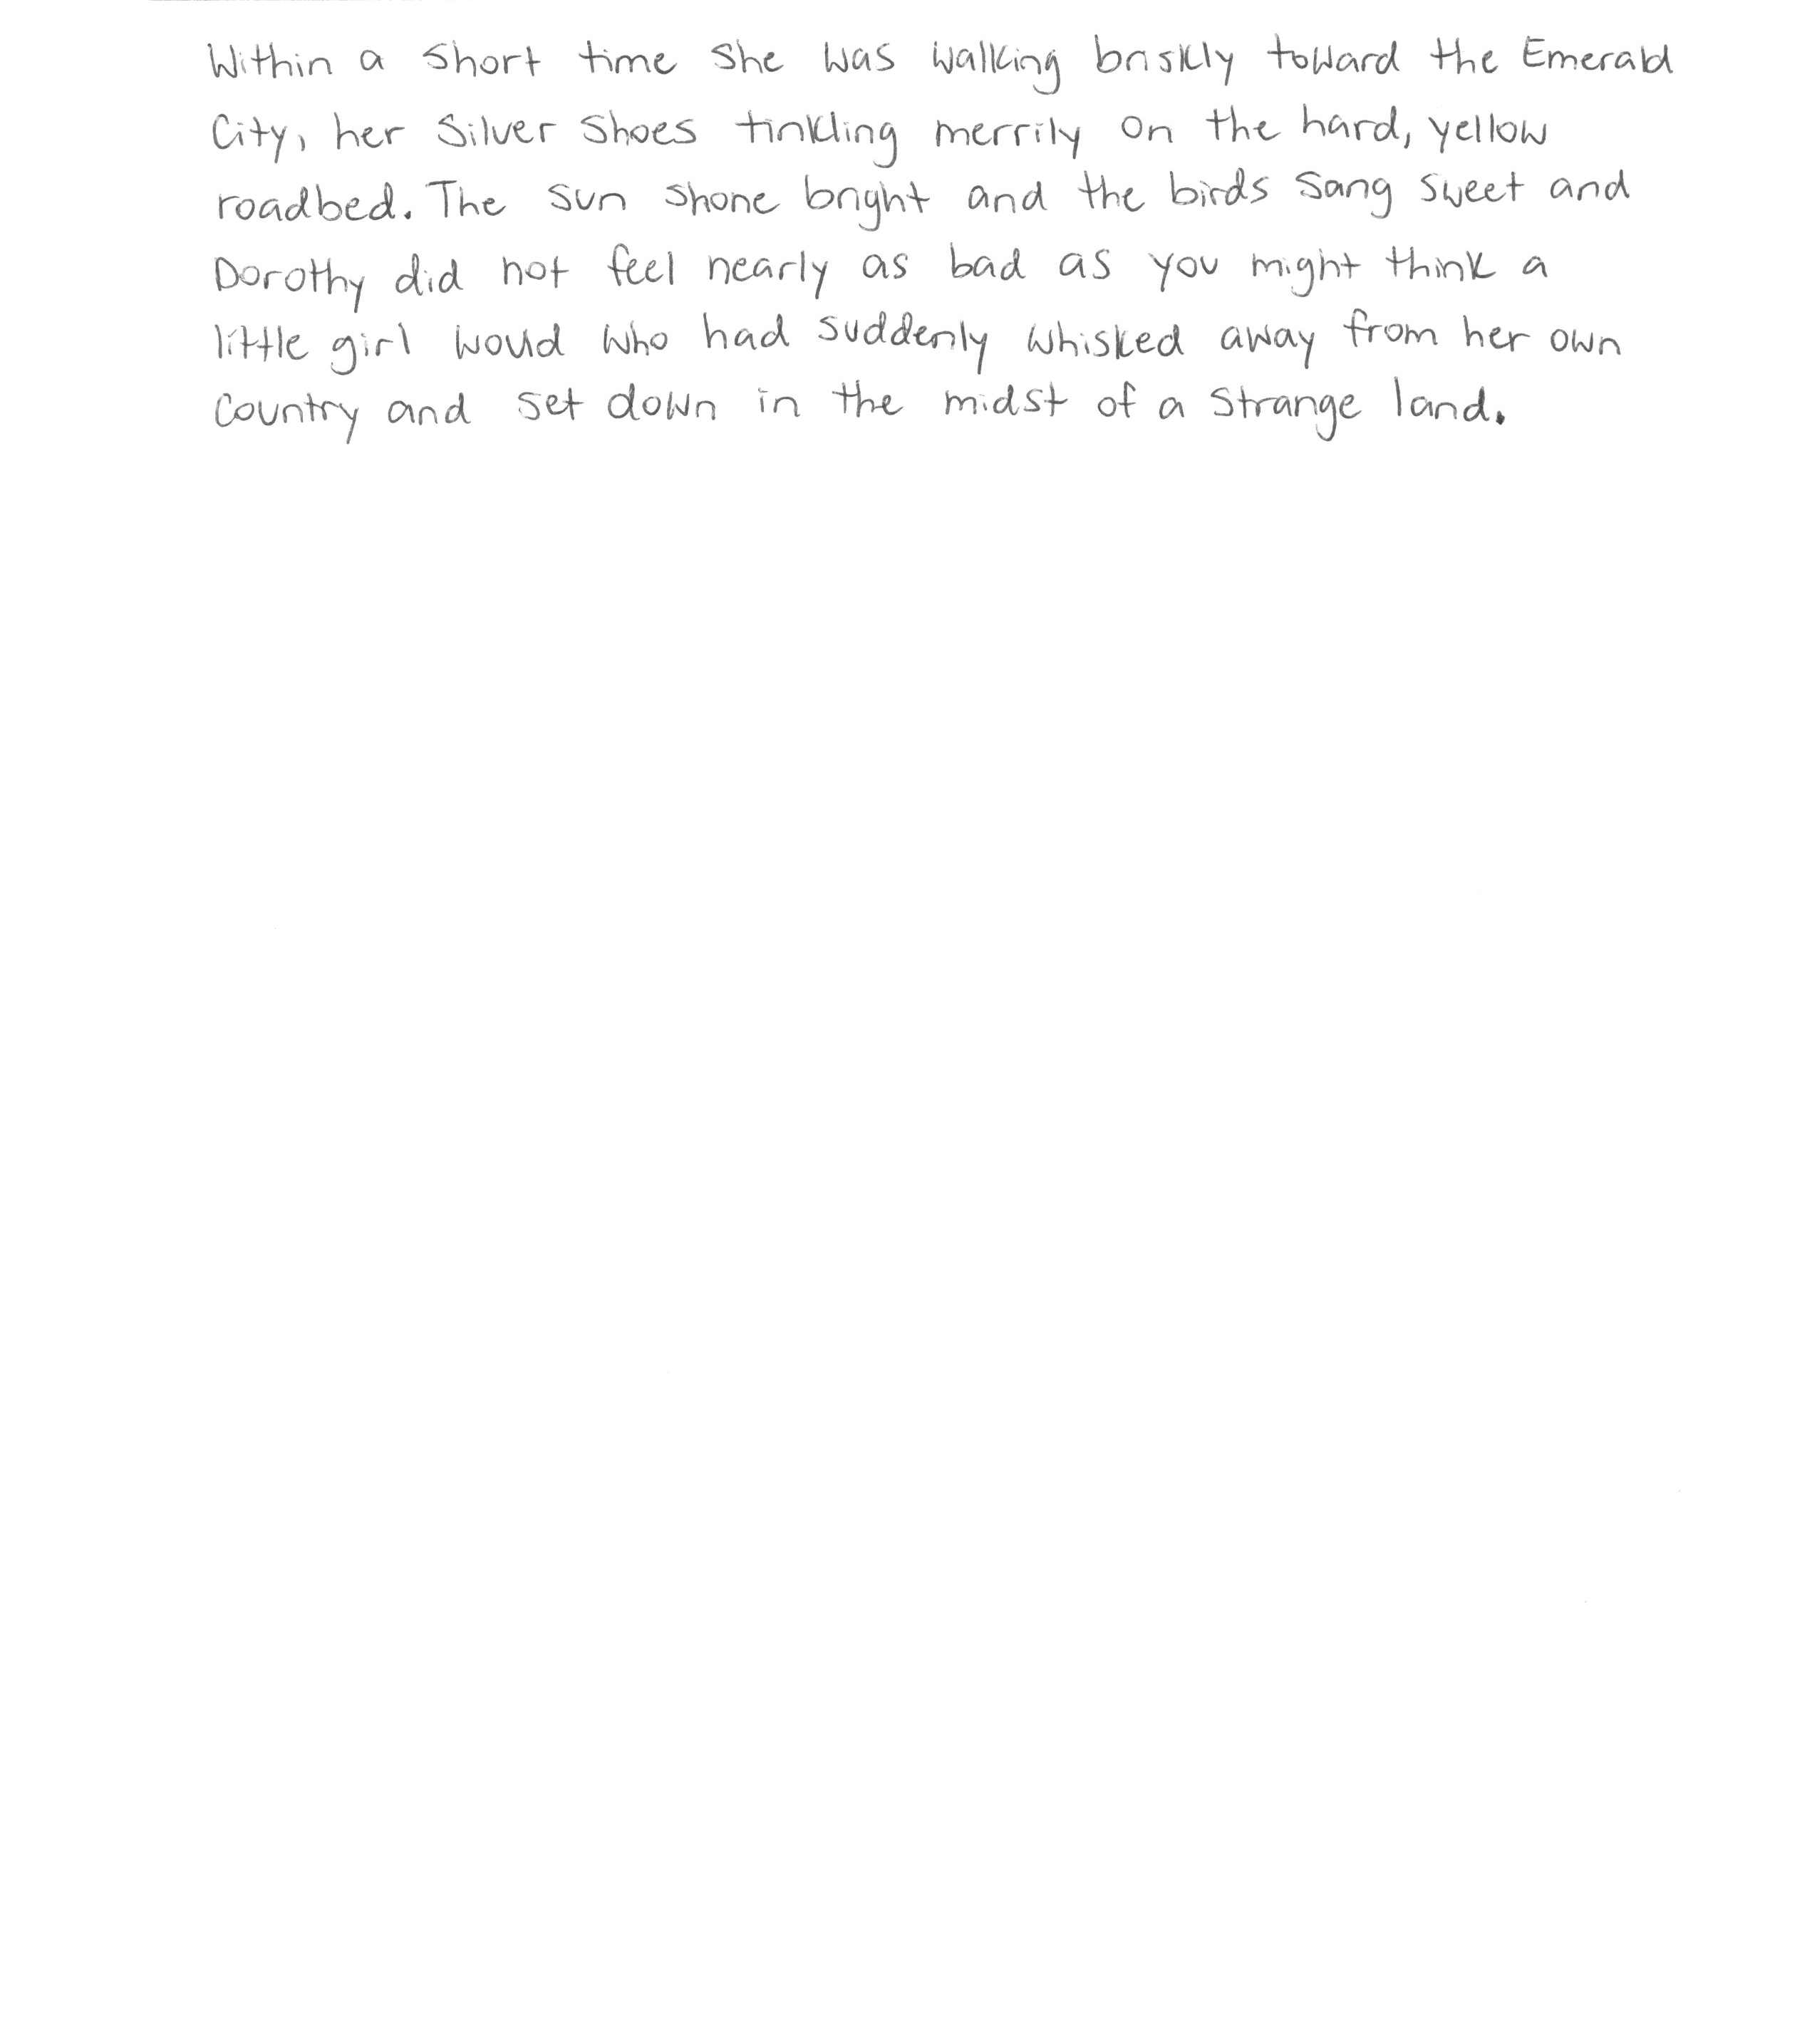 Within a short time she was walking briskly toward the Emerald
City, her Silver Shoes tinkling merrily on the hard, yellow
roadbed. The sun shone bright and the birds sang sweet and
Dorothy did not feel nearly as bad as you might think a
little girl would who had suddenly whisked away from her own
country and set down in the midst of a strange land.